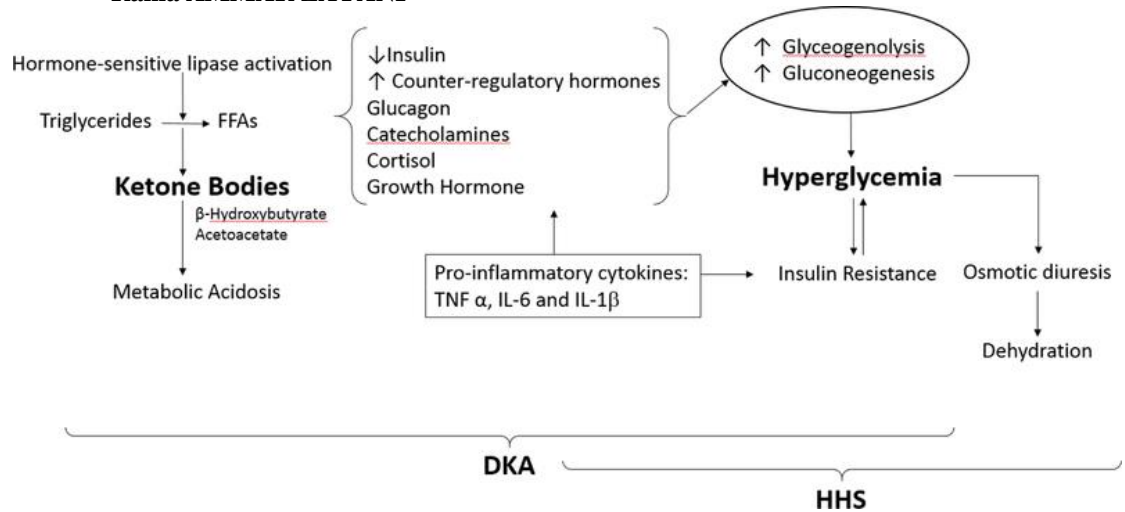 Hormone-sensitive lipase activation
Triglycerides
FFAs
Ketone Bodies
β-Hydroxybutyrate
Acetoacetate
Metabolic Acidosis
↓Insulin
↑ Counter-regulatory hormones
Glucagon
Catecholamines
Cortisol
Growth Hormone
Pro-inflammatory cytokines:
TNF α, IL-6 and IL-1β
↑ Glyceogenolysis
↑ Gluconeogenesis
Hyperglycemia
Insulin Resistance
Osmotic diuresis
Dehydration
DKA
HHS